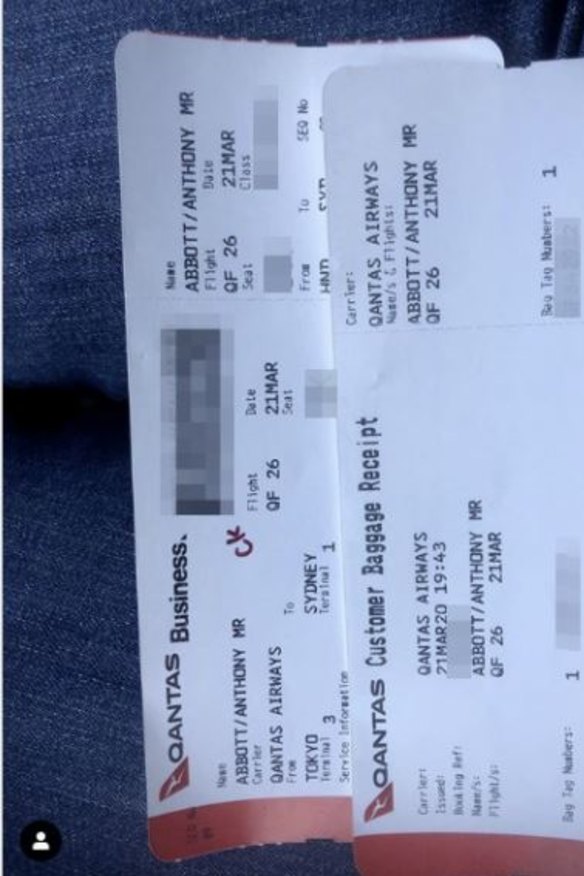 QANTAS Business.
CK
Name
ABBOTT/ANTHONY MR
Carrier
QANTAS AIRWAYS
From To
TOKYO SYDNEY
Terminal 3 Terminal 1
Service Information
Flight Date
QF 26 21MAR
Seat
Name
ABBOTT/ANTHONY MR
Flight Date
QF 26 21MAR
Seat Class
From To SEQ No
HND SYD
QANTAS Customer Baggage Receipt
Carrier: QANTAS AIRWAYS
Issued: 21MAR20 19:43
Booking Ref:
Name/s: ABBOTT/ANTHONY MR
Flight/s: QF 26 21MAR
Bag Tag Numbers: 1
Carrier:
QANTAS AIRWAYS
Name/s & Flights:
ABBOTT/ANTHONY MR
QF 26 21MAR
Bag Tag Numbers: 1